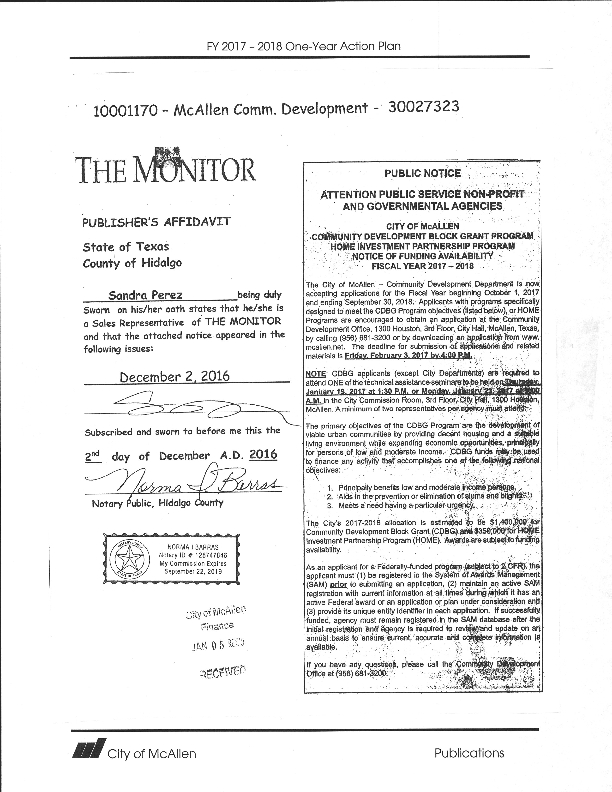 FY 2017 - 2018 One-Year Action Plan
10001170 - McAllen Comm. Development - 30027323
THE MONITOR
PUBLISHER'S AFFIDAVIT
State of Texas
County of Hidalgo
Sandra Perez being duly
Sworn on his/her oath states that he/she is
a Sales Representative of THE MONITOR
and that the attached notice appeared in the
following issues:
December 2, 2016
Subscribed and sworn to before me this the
2nd day of December A.D. 2016
Norma I Barras
Notary Public, Hidalgo County
NORMA I BARRAS
My Commission Expires
September 22, 2019
City of McAllen
Finance
JAN 05
RECEIVED
PUBLIC NOTICE
ATTENTION PUBLIC SERVICE NON-PROFIT
AND GOVERNMENTAL AGENCIES
CITY OF McALLEN
COMMUNITY DEVELOPMENT BLOCK GRANT PROGRAM
HOME INVESTMENT PARTNERSHIP PROGRAM
NOTICE OF FUNDING AVAILABILITY
FISCAL YEAR 2017 – 2018
The City of McAllen – Community Development Department is now
accepting applications for the Fiscal Year beginning October 1, 2017
and ending September 30, 2018. Applicants with programs specifically
designed to meet the CDBG Program objectives (listed below), or HOME
Programs are encouraged to obtain an application at the Community
Development Office, 1300 Houston, 3rd Floor, City Hall, McAllen, Texas,
by calling (956) 681-3200 or by downloading an application from www.
mcallen.net. The deadline for submission of applications and related
materials is Friday, February 3, 2017 by 4:00 P.M.
NOTE CDBG applicants (except City Departments) are required to
attend ONE of the technical assistance seminars to be held on Thursday,
January 19, 2017 at 1:30 P.M. or Monday, January 23, 2017 at
A.M. in the City Commission Room, 3rd Floor, City Hall, 1300 Houston,
McAllen. A minimum of two representatives per agency must attend.
The primary objectives of the CDBG Program are the development of
viable urban communities by providing decent housing and a suitable
living environment while expanding economic opportunities, principally
for persons of low and moderate income. CDBG funds may be used
to finance any activity that accomplishes one of the following national
objectives:
1. Principally benefits low and moderate income persons,
2. Aids in the prevention or elimination of slums and blight,
3. Meets a need having a particular urgency.
The City's 2017-2018 allocation is estimated to be $1,400,000 for
Community Development Block Grant (CDBG) and $350,000 for HOME
Investment Partnership Program (HOME). Awards are subject to funding
availability.
As an applicant for a Federally-funded program (subject to 2 CFR), the
applicant must (1) be registered in the System of Awards Management
(SAM) prior to submitting an application, (2) maintain an active SAM
registration with current information at all times during which it has an
active Federal award or an application or plan under consideration and
(3) provide its unique entity identifier in each application. If successfully
funded, agency must remain registered in the SAM database after the
initial registration and agency is required to review and update on an
annual basis to ensure current, accurate and complete information is
available.
If you have any questions, please call the Community Development
Office at (956) 681-3200.
City of McAllen
Publications